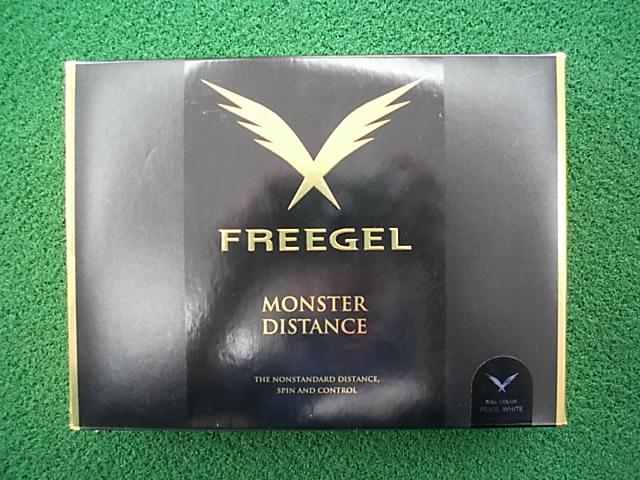 FREEGEL
MONSTER
DISTANCE
THE NONSTANDARD DISTANCE,
SPIN AND CONTROL
BALL COLOR
PEARL WHITE